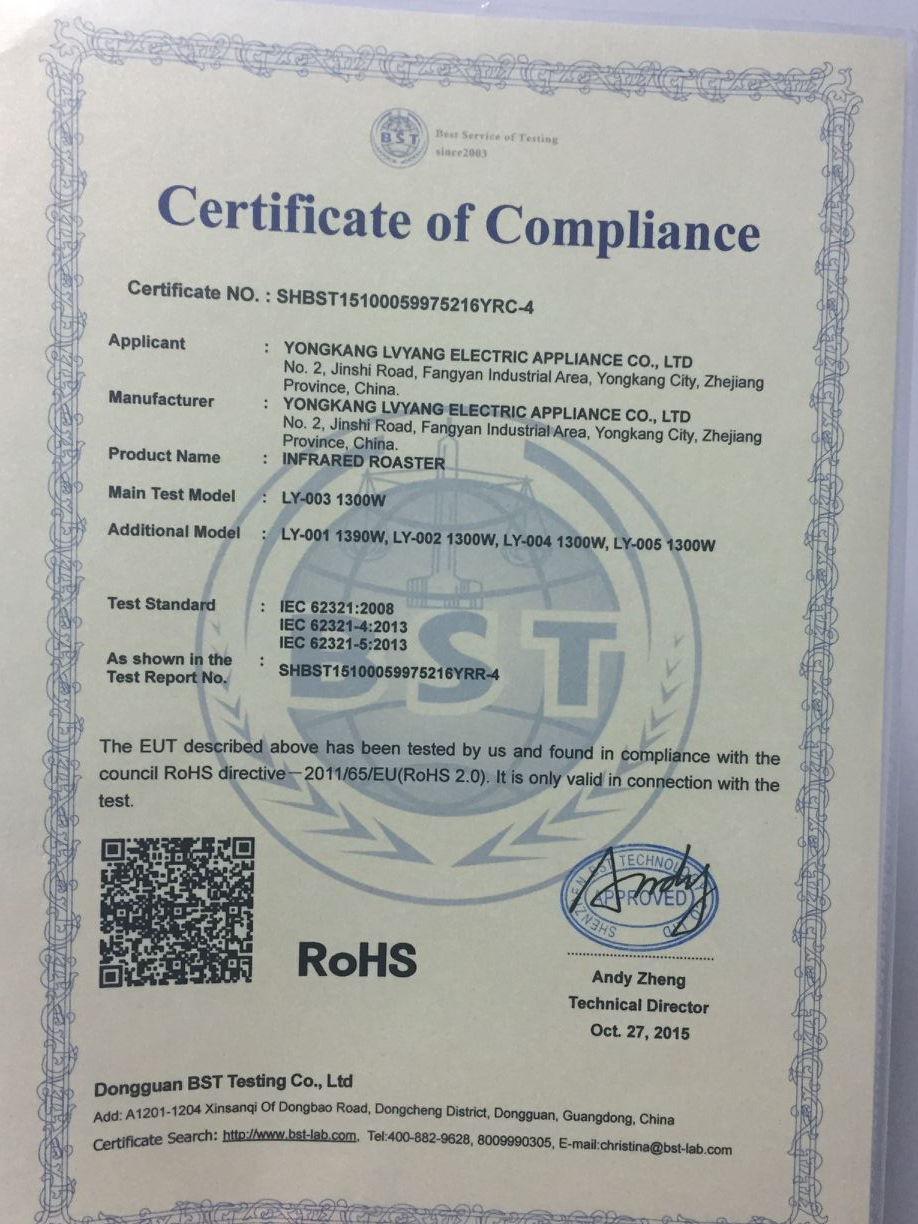 BST
Best Service of Testing
since2003
Certificate of Compliance
Certificate NO. : SHBST15100059975216YRC-4
Applicant : YONGKANG LVYANG ELECTRIC APPLIANCE CO., LTD
No. 2, Jinshi Road, Fangyan Industrial Area, Yongkang City, Zhejiang
Province, China.
Manufacturer : YONGKANG LVYANG ELECTRIC APPLIANCE CO., LTD
No. 2, Jinshi Road, Fangyan Industrial Area, Yongkang City, Zhejiang
Province, China.
Product Name : INFRARED ROASTER
Main Test Model : LY-003 1300W
Additional Model : LY-001 1390W, LY-002 1300W, LY-004 1300W, LY-005 1300W
Test Standard : IEC 62321:2008
IEC 62321-4:2013
IEC 62321-5:2013
As shown in the :
Test Report No. SHBST15100059975216YRR-4
BST
The EUT described above has been tested by us and found in compliance with the
council RoHS directive—2011/65/EU(RoHS 2.0). It is only valid in connection with the
test.
SHENZHEN BST TECHNOLOGY CO LTD
APPROVED
Andy
RoHS
Andy Zheng
Technical Director
Oct. 27, 2015
Dongguan BST Testing Co., Ltd
Add: A1201-1204 Xinsanqi Of Dongbao Road, Dongcheng District, Dongguan, Guangdong, China
Certificate Search: http://www.bst-lab.com, Tel:400-882-9628, 8009990305, E-mail:christina@bst-lab.com